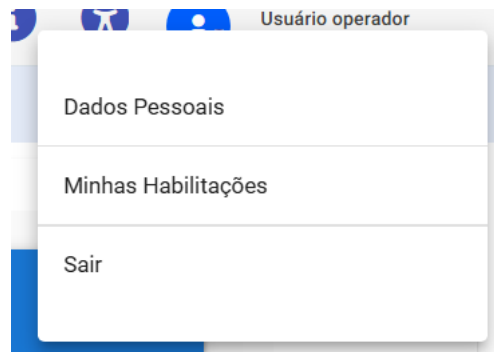 Usuário operador
Dados Pessoais
Minhas Habilitações
Sair